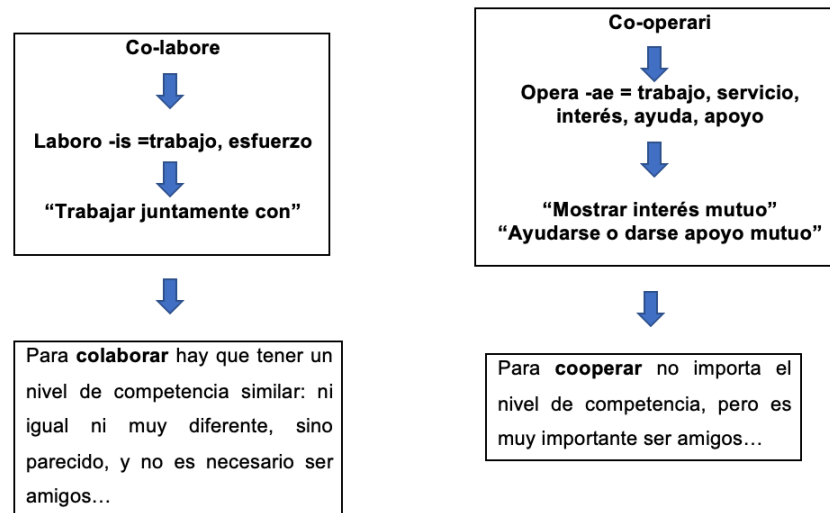 Co-labore
Laboro -is =trabajo, esfuerzo
“Trabajar juntamente con”
Para colaborar hay que tener un
nivel de competencia similar: ni
igual ni muy diferente, sino
parecido, y no es necesario ser
amigos…
Co-operari
Opera -ae = trabajo, servicio,
interés, ayuda, apoyo
“Mostrar interés mutuo”
“Ayudarse o darse apoyo mutuo”
Para cooperar no importa el
nivel de competencia, pero es
muy importante ser amigos…